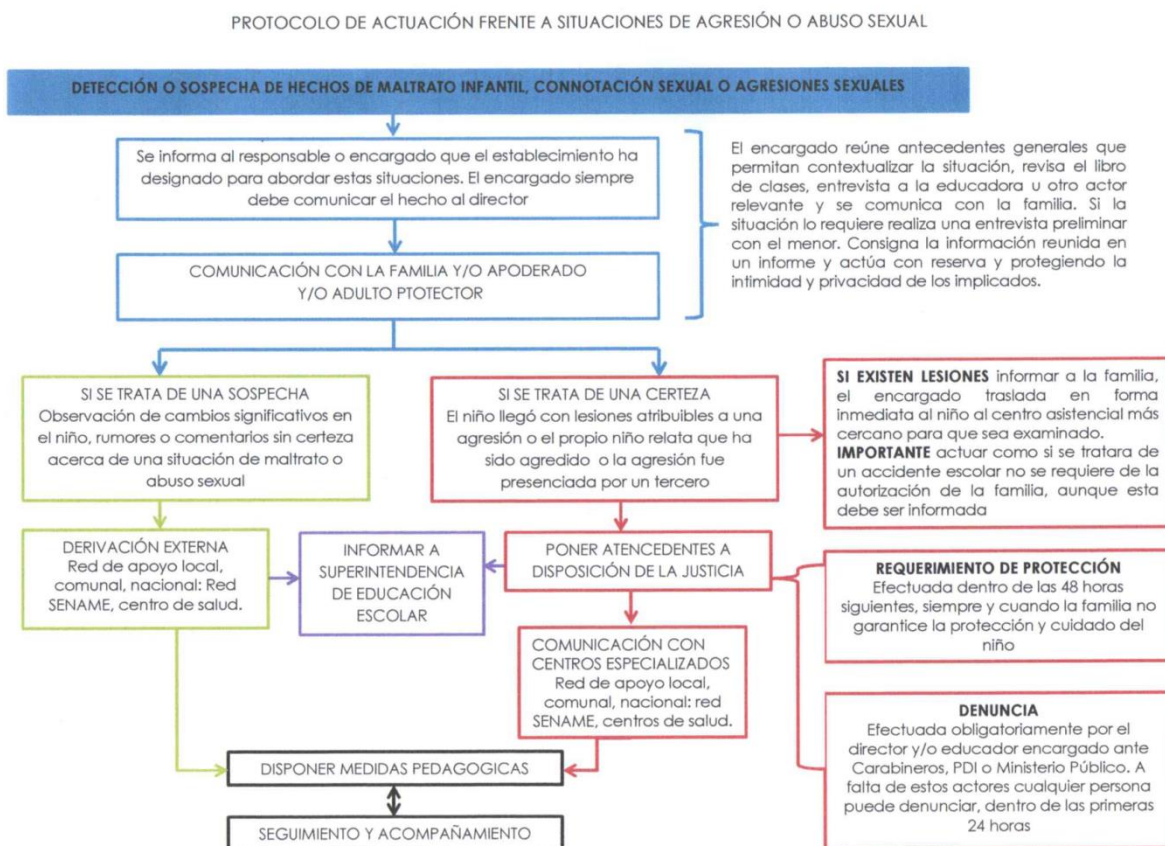 PROTOCOLO DE ACTUACIÓN FRENTE A SITUACIONES DE AGRESIÓN O ABUSO SEXUAL
DETECCIÓN O SOSPECHA DE HECHOS DE MALTRATO INFANTIL, CONNOTACIÓN SEXUAL O AGRESIONES SEXUALES
Se informa al responsable o encargado que el establecimiento ha
designado para abordar estas situaciones. El encargado siempre
debe comunicar el hecho al director
El encargado reúne antecedentes generales que
permitan contextualizar la situación, revisa el libro
de clases, entrevista a la educadora u otro actor
relevante y se comunica con la familia. Si la
situación lo requiere realiza una entrevista preliminar
con el menor. Consigna la información reunida en
un informe y actúa con reserva y protegiendo la
intimidad y privacidad de los implicados.
COMUNICACIÓN CON LA FAMILIA Y/O APODERADO
Y/O ADULTO PTOTECTOR
SI SE TRATA DE UNA SOSPECHA
Observación de cambios significativos en
el niño, rumores o comentarios sin certeza
acerca de una situación de maltrato o
abuso sexual
SI SE TRATA DE UNA CERTEZA
El niño llegó con lesiones atribuibles a una
agresión o el propio niño relata que ha
sido agredido o la agresión fue
presenciada por un tercero
SI EXISTEN LESIONES informar a la familia,
el encargado traslada en forma
inmediata al niño al centro asistencial más
cercano para que sea examinado.
IMPORTANTE actuar como si se tratara de
un accidente escolar no se requiere de la
autorización de la familia, aunque esta
debe ser informada
DERIVACIÓN EXTERNA
Red de apoyo local,
comunal, nacional: Red
SENAME, centro de salud.
INFORMAR A
SUPERINTENDENCIA
DE EDUCACIÓN
ESCOLAR
PONER ATENCEDENTES A
DISPOSICIÓN DE LA JUSTICIA
REQUERIMIENTO DE PROTECCIÓN
Efectuada dentro de las 48 horas
siguientes, siempre y cuando la familia no
garantice la protección y cuidado del
niño
COMUNICACIÓN CON
CENTROS ESPECIALIZADOS
Red de apoyo local,
comunal, nacional: red
SENAME, centros de salud.
DENUNCIA
Efectuada obligatoriamente por el
director y/o educador encargado ante
Carabineros, PDI o Ministerio Público. A
falta de estos actores cualquier persona
puede denunciar, dentro de las primeras
24 horas
DISPONER MEDIDAS PEDAGOGICAS
SEGUIMIENTO Y ACOMPAÑAMIENTO